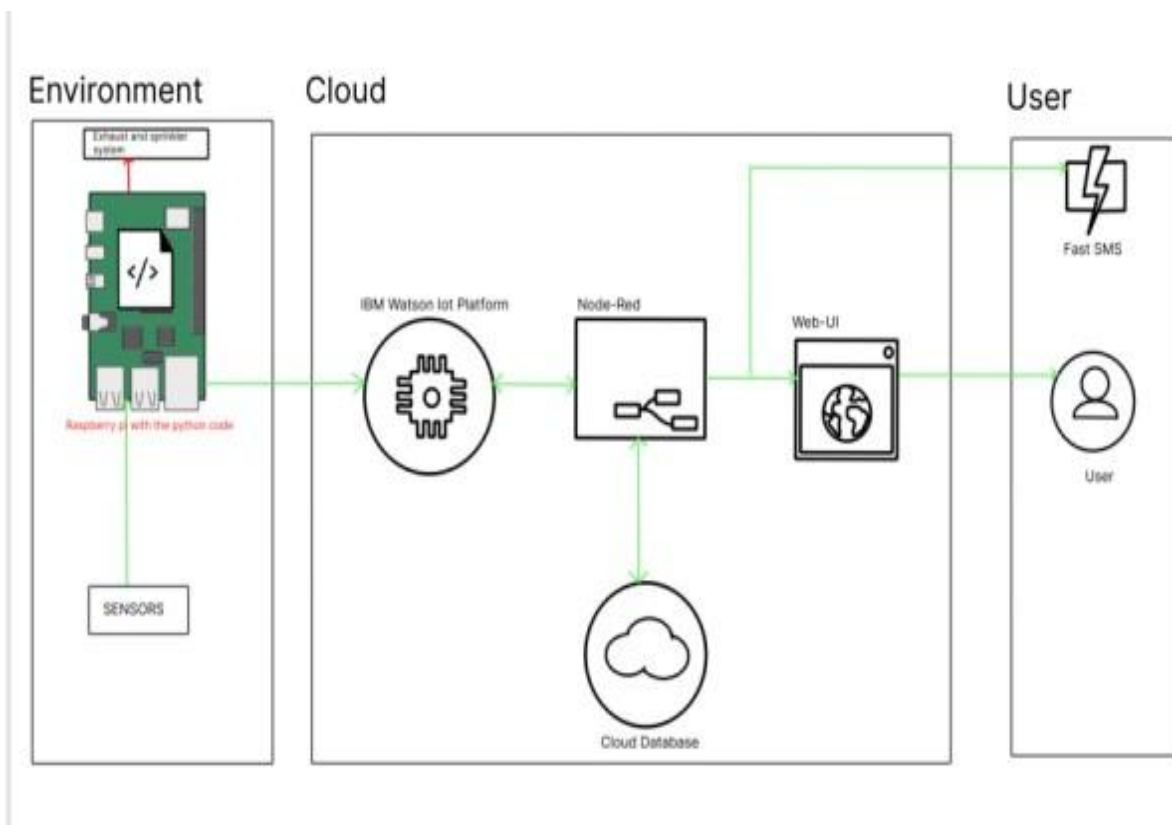 Environment
Cloud
User
Exhaust and sprinkler
system
</>
Raspberry pi with the python code
SENSORS
IBM Watson Iot Platform
Node-Red
Web-UI
Cloud Database
Fast SMS
User